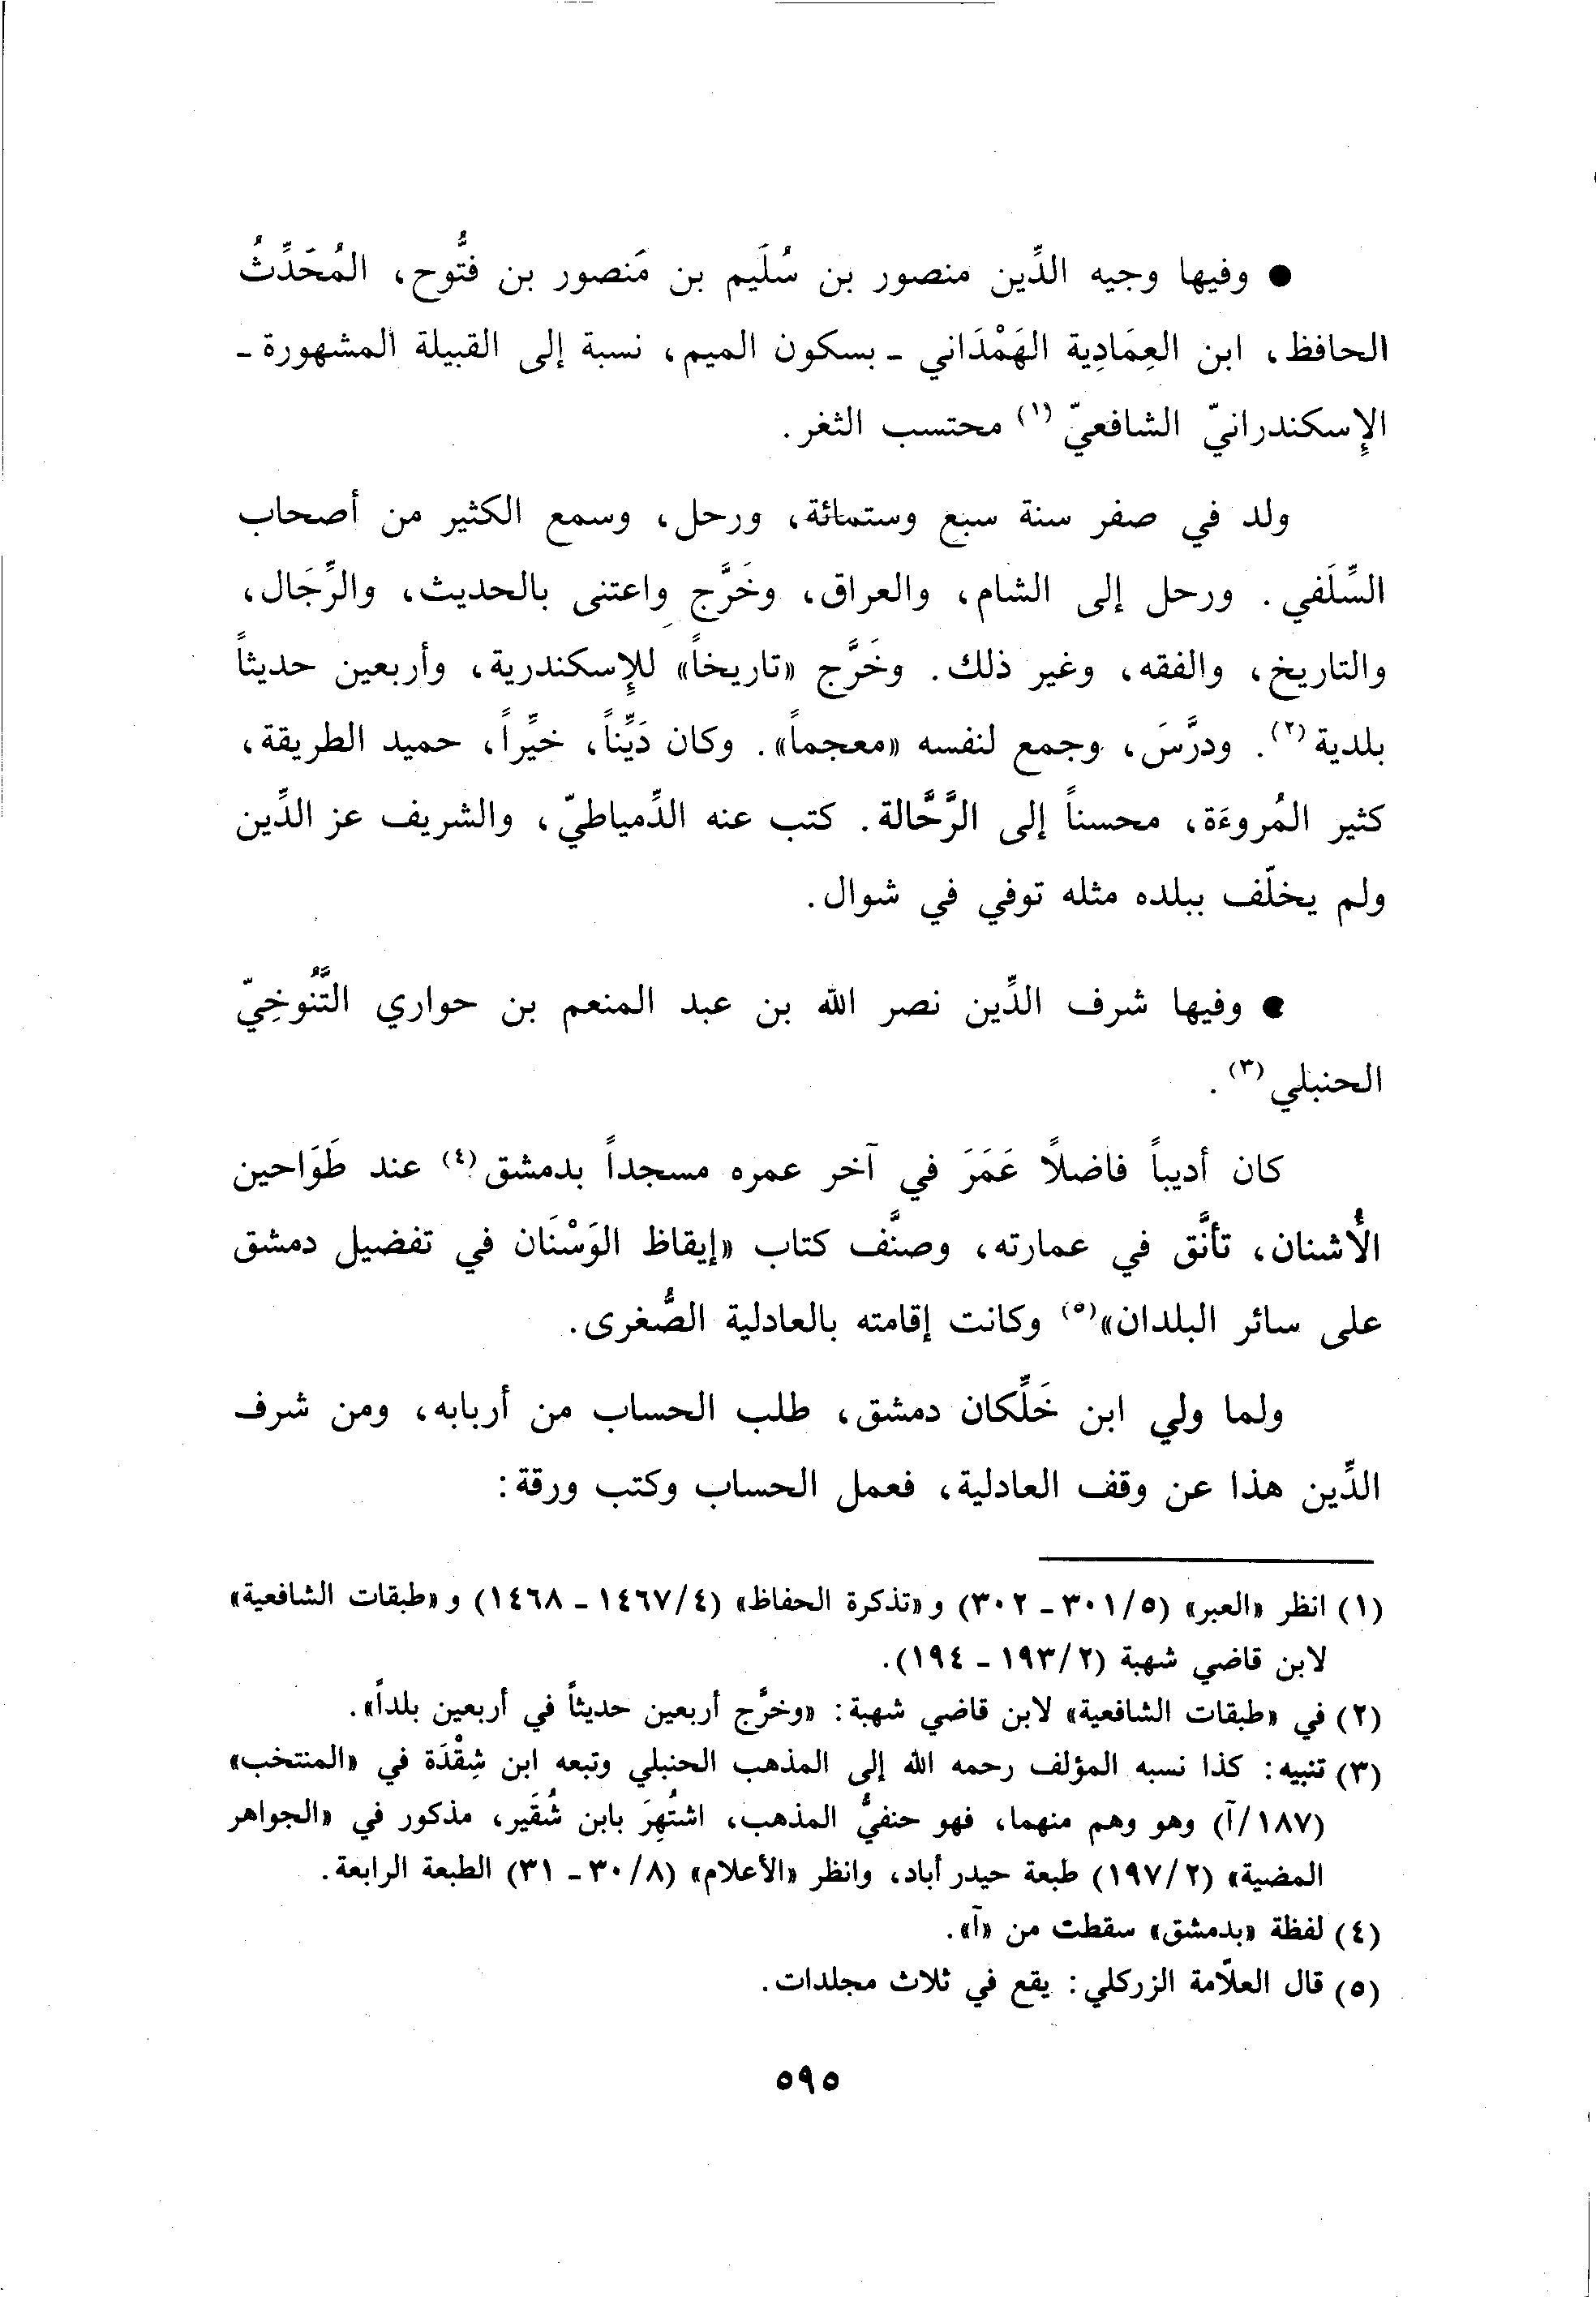 ● وفيها وجيه الدِّين منصور بن سُلَيم بن مَنصور بن فتُّوح، المُحَدِّثُ
الحافظ، ابن العِمَادِية الهَمْدَاني ـ بسكون الميم، نسبة إلى القبيلة المشهورة ـ
الإِسكندرانيّ الشافعيّ (١) محتسب الثغر.
ولد في صفر سنة سبع وستمائة، ورحل، وسمع الكثير من أصحاب
السِّلَفي. ورحل إلى الشام، والعراق، وخَرَّج واعتنى بالحديث، والرِّجَال،
والتاريخ، والفقه، وغير ذلك. وخَرَّج «تاريخاً» للإِسكندرية، وأربعين حديثاً
بلدية (٢). ودرَّسَ، وجمع لنفسه «معجماً». وكان دَيِّناً، خيِّراً، حميد الطريقة،
كثير المُروءَة، محسناً إلى الرَّحَّالة. كتب عنه الدِّمياطيّ، والشريف عز الدِّين
ولم يخلّف ببلده مثله توفي في شوال.
● وفيها شرف الدِّين نصر الله بن عبد المنعم بن حواري التَّنُوخِيّ
الحنبلي (٣).
كان أديباً فاضلاً عَمَرَ في آخر عمره مسجداً بدمشق (٤) عند طَوَاحين
الأُشنان، تأنَّق في عمارته، وصنَّف كتاب «إيقاظ الوَسْنَان في تفضيل دمشق
على سائر البلدان» (٥) وكانت إقامته بالعادلية الصُّغرى.
ولما ولي ابن خَلِّكان دمشق، طلب الحساب من أربابه، ومن شرف
الدِّين هذا عن وقف العادلية، فعمل الحساب وكتب ورقة:
(١) انظر «العبر» (٥/ ٣٠١ ـ ٣٠٢) و «تذكرة الحفاظ» (٤/ ١٤٦٧ ـ ١٤٦٨) و «طبقات الشافعية»
لابن قاضي شهبة (٢/ ١٩٣ ـ ١٩٤).
(٢) في «طبقات الشافعية» لابن قاضي شهبة: «وخرَّج أربعين حديثاً في أربعين بلداً».
(٣) تنبيه: كذا نسبه المؤلف رحمه الله إلى المذهب الحنبلي وتبعه ابن شِقْدَة في «المنتخب»
(١٨٧/ آ) وهو وهم منهما، فهو حنفيُّ المذهب، اشتُهِرَ بابن شُقَير، مذكور في «الجواهر
المضية» (٢/ ١٩٧) طبعة حيدر أباد، وانظر «الأعلام» (٨/ ٣٠ ـ ٣١) الطبعة الرابعة.
(٤) لفظة «بدمشق» سقطت من «آ».
(٥) قال العلّامة الزركلي: يقع في ثلاث مجلدات.
٥٩٥